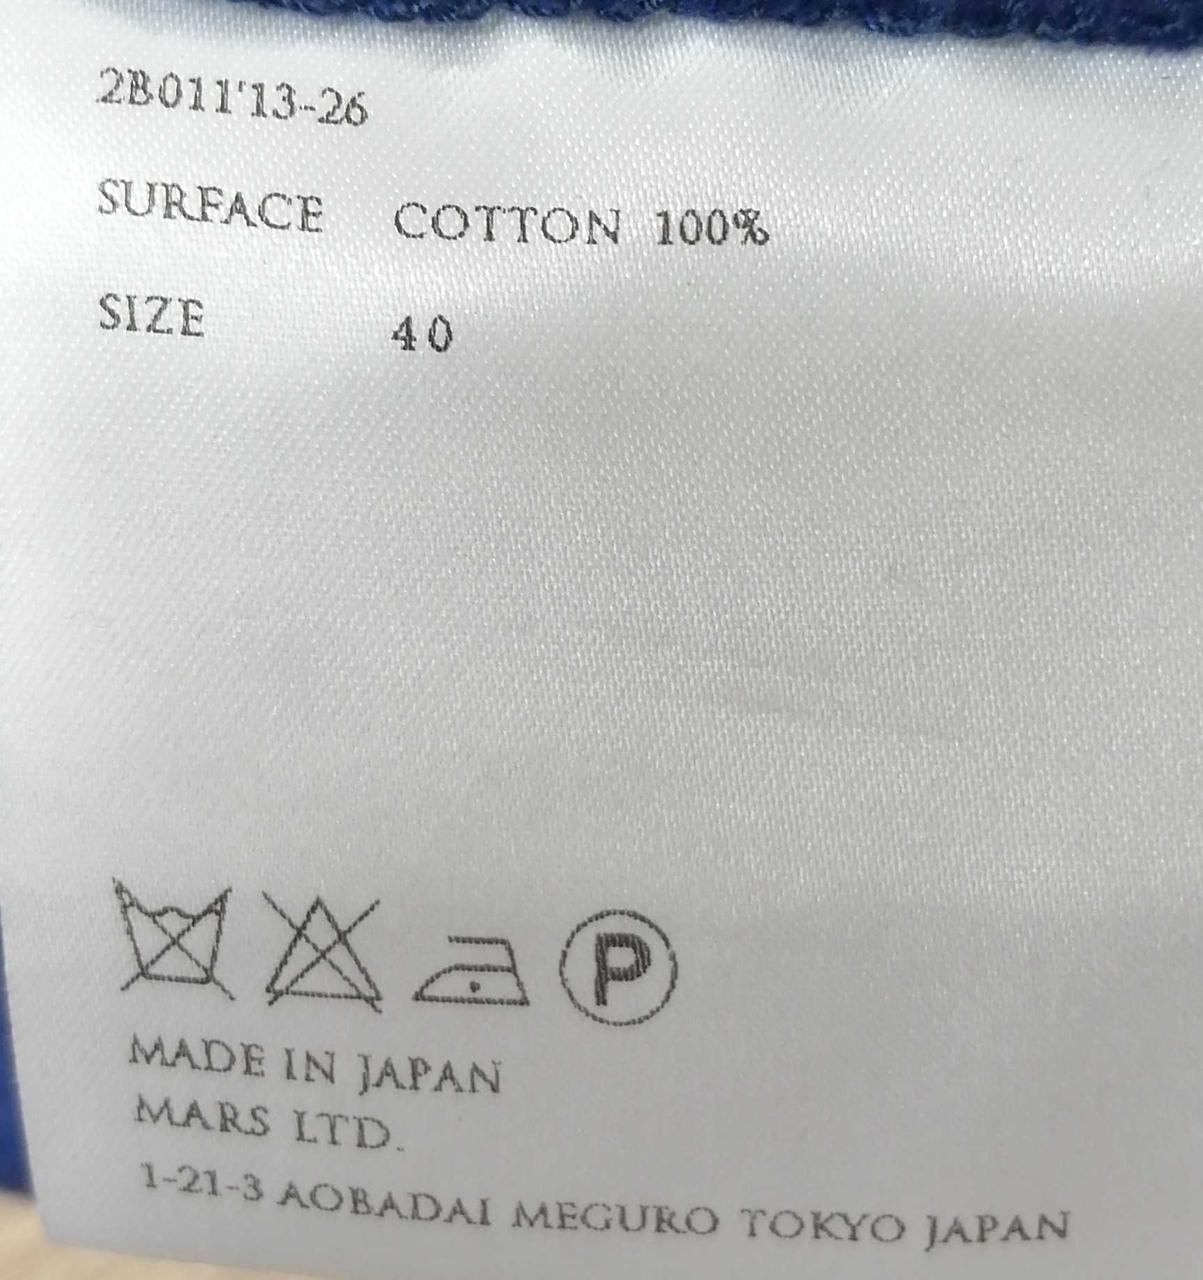 2B011'13-26
SURFACE COTTON 100%
SIZE 40
P
MADE IN JAPAN
MARS LTD.
1-21-3 AOBADAI MEGURO TOKYO JAPAN